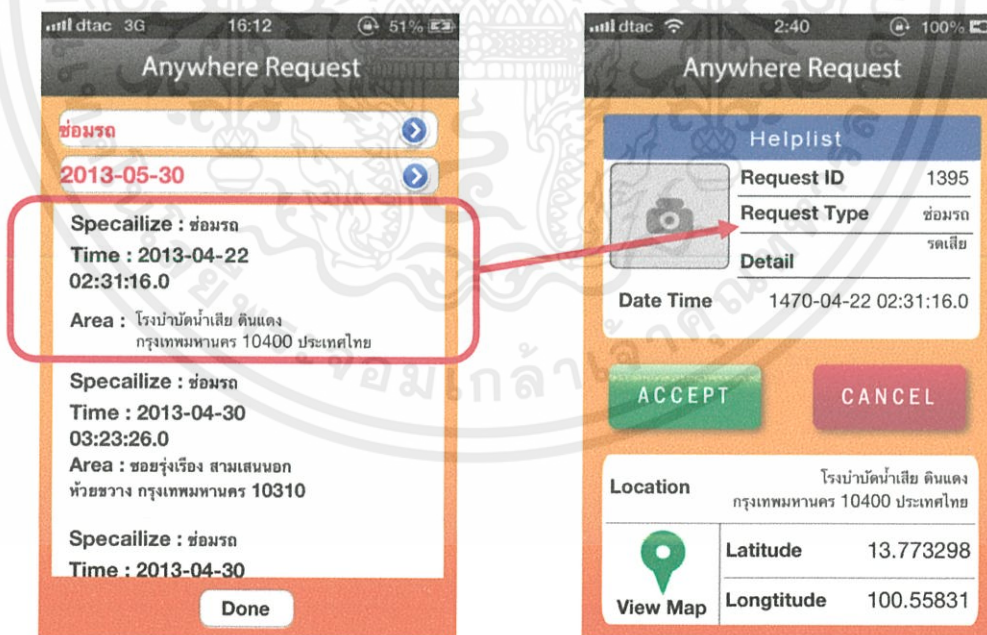 dtac 3G 16:12 51%
Anywhere Request
ซ่อมรถ
2013-05-30
Specailize : ซ่อมรถ
Time : 2013-04-22
02:31:16.0
Area : โรงบำบัดน้ำเสีย ดินแดง
กรุงเทพมหานคร 10400 ประเทศไทย
Specailize : ซ่อมรถ
Time : 2013-04-30
03:23:26.0
Area : ซอยรุ่งเรือง สามเสนนอก
ห้วยขวาง กรุงเทพมหานคร 10310
Specailize : ซ่อมรถ
Time : 2013-04-30
Done
dtac 2:40 100%
Anywhere Request
Helplist
Request ID 1395
Request Type ซ่อมรถ
Detail รดเสีย
Date Time 1470-04-22 02:31:16.0
ACCEPT CANCEL
Location โรงบำบัดน้ำเสีย ดินแดง
กรุงเทพมหานคร 10400 ประเทศไทย
Latitude 13.773298
View Map Longtitude 100.55831